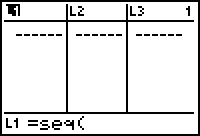 L1 L2 L3 1
------ ------ ------
L1 =seq(